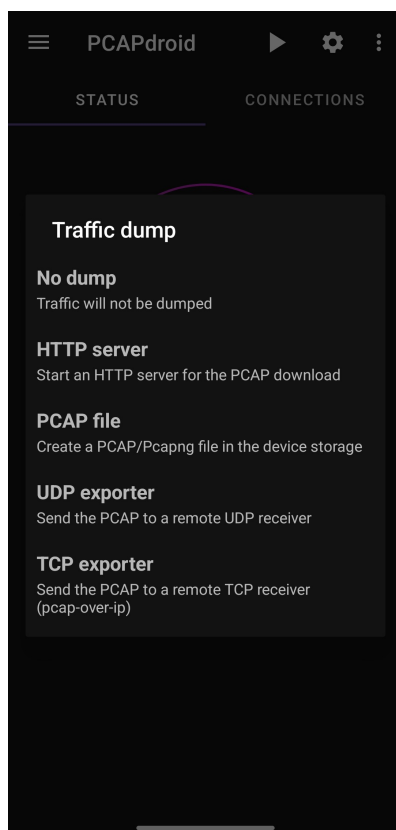 PCAPdroid
STATUS
CONNECTIONS
Traffic dump
No dump
Traffic will not be dumped
HTTP server
Start an HTTP server for the PCAP download
PCAP file
Create a PCAP/Pcapng file in the device storage
UDP exporter
Send the PCAP to a remote UDP receiver
TCP exporter
Send the PCAP to a remote TCP receiver
(pcap-over-ip)